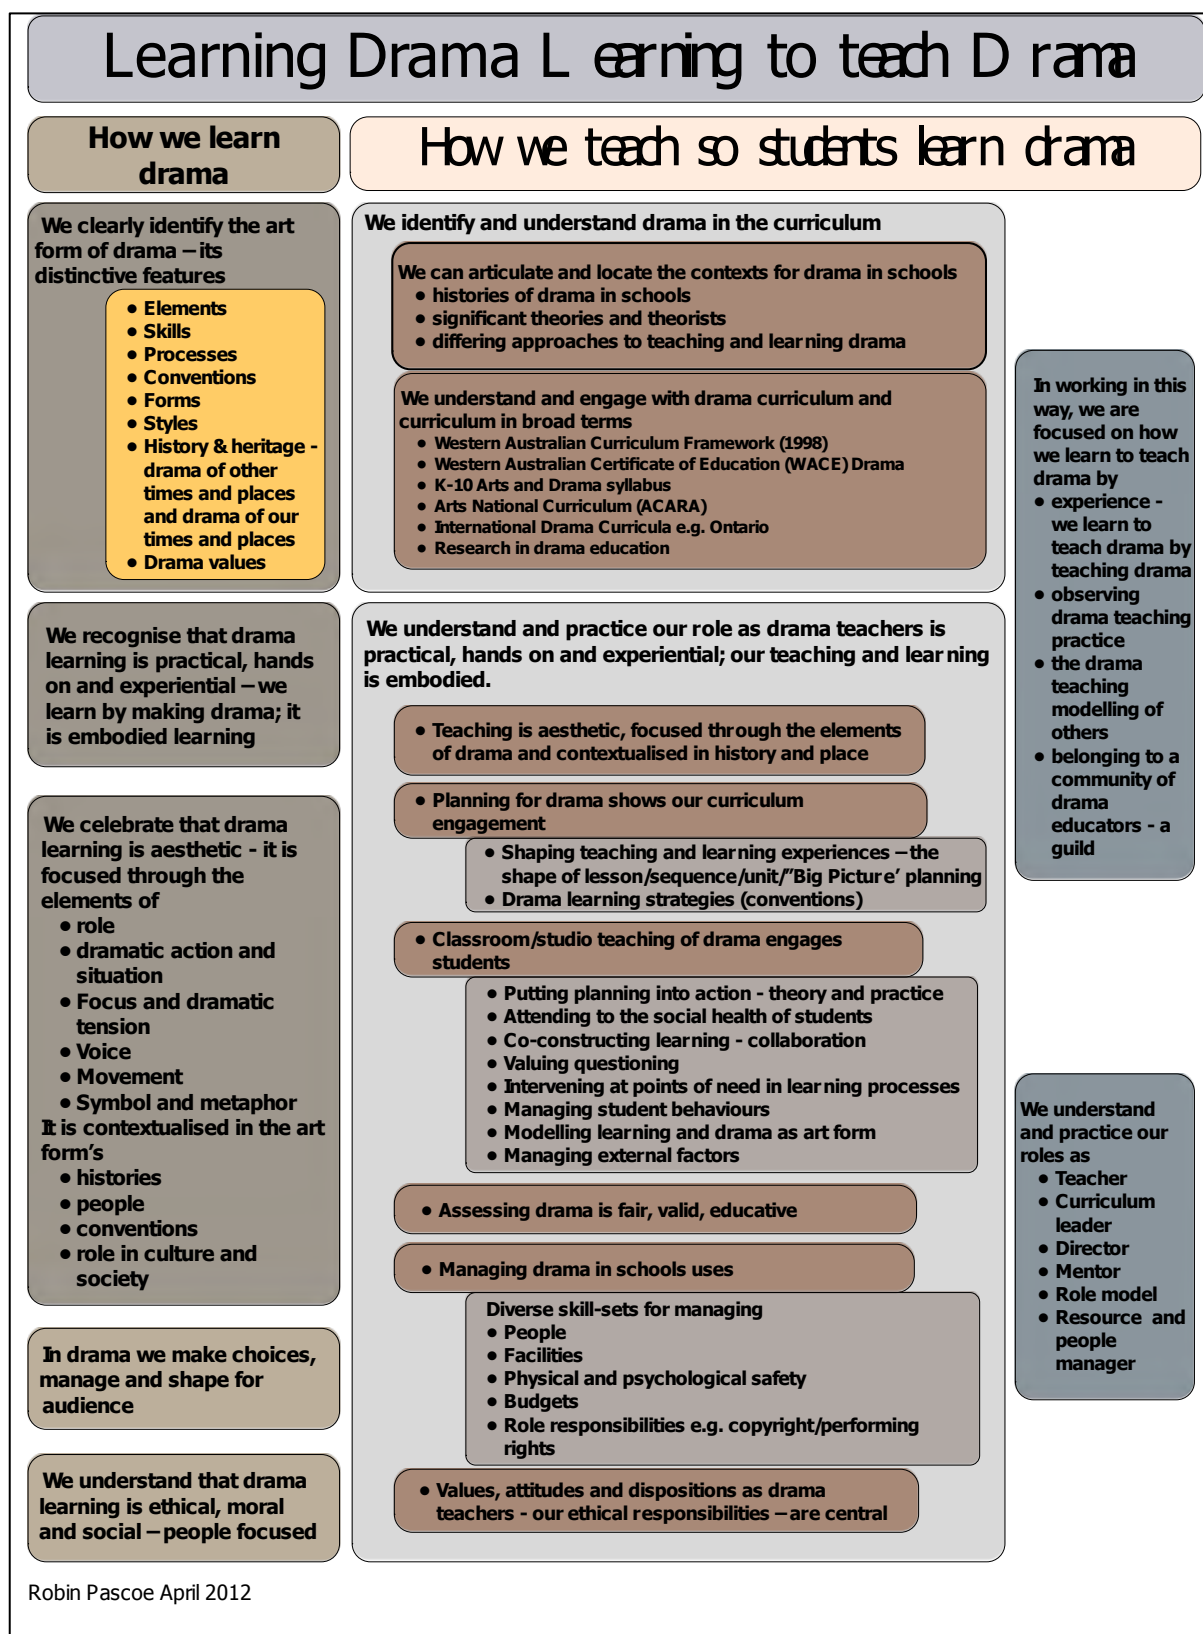 Learning Drama Learning to teach Drama
How we learn
drama
How we teach so students learn drama
We clearly identify the art
form of drama – its
distinctive features
• Elements
• Skills
• Processes
• Conventions
• Forms
• Styles
• History & heritage -
drama of other
times and places
and drama of our
times and places
• Drama values
We recognise that drama
learning is practical, hands
on and experiential – we
learn by making drama; it
is embodied learning
We celebrate that drama
learning is aesthetic - it is
focused through the
elements of
• role
• dramatic action and
situation
• Focus and dramatic
tension
• Voice
• Movement
• Symbol and metaphor
It is contextualised in the art
form's
• histories
• people
• conventions
• role in culture and
society
In drama we make choices,
manage and shape for
audience
We understand that drama
learning is ethical, moral
and social – people focused
We identify and understand drama in the curriculum
We can articulate and locate the contexts for drama in schools
• histories of drama in schools
• significant theories and theorists
• differing approaches to teaching and learning drama
We understand and engage with drama curriculum and
curriculum in broad terms
• Western Australian Curriculum Framework (1998)
• Western Australian Certificate of Education (WACE) Drama
• K-10 Arts and Drama syllabus
• Arts National Curriculum (ACARA)
• International Drama Curricula e.g. Ontario
• Research in drama education
We understand and practice our role as drama teachers is
practical, hands on and experiential; our teaching and learning
is embodied.
• Teaching is aesthetic, focused through the elements
of drama and contextualised in history and place
• Planning for drama shows our curriculum
engagement
• Shaping teaching and learning experiences – the
shape of lesson/sequence/unit/"Big Picture' planning
• Drama learning strategies (conventions)
• Classroom/studio teaching of drama engages
students
• Putting planning into action - theory and practice
• Attending to the social health of students
• Co-constructing learning - collaboration
• Valuing questioning
• Intervening at points of need in learning processes
• Managing student behaviours
• Modelling learning and drama as art form
• Managing external factors
• Assessing drama is fair, valid, educative
• Managing drama in schools uses
Diverse skill-sets for managing
• People
• Facilities
• Physical and psychological safety
• Budgets
• Role responsibilities e.g. copyright/performing
rights
• Values, attitudes and dispositions as drama
teachers - our ethical responsibilities – are central
In working in this
way, we are
focused on how
we learn to teach
drama by
• experience -
we learn to
teach drama by
teaching drama
• observing
drama teaching
practice
• the drama
teaching
modelling of
others
• belonging to a
community of
drama
educators - a
guild
We understand
and practice our
roles as
• Teacher
• Curriculum
leader
• Director
• Mentor
• Role model
• Resource and
people
manager
Robin Pascoe April 2012